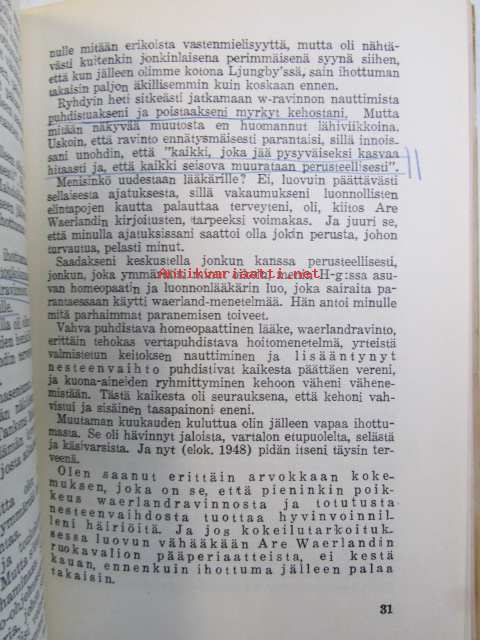 nulle mitään erikoista vastenmielisyyttä, mutta oli nähtä-
västi kuitenkin jonkinlaisena perimmäisenä syynä siihen,
että kun jälleen olimme kotona Ljungby'ssä, sain ihottuman
takaisin paljon äkillisemmin kuin koskaan ennen.
Ryhdyin heti sitkeästi jatkamaan w-ravinnon nauttimista
puhdistuakseni ja poistaakseni myrkyt kehostani. Mutta
mitään näkyvää muutosta en huomannut lähiviikkoina.
Uskoin, että ravinto ennätysmäisesti parantaisi, sillä innois-
sani unohdin, että "kaikki, joka jää pysyväiseksi kasvaa
hitaasti ja, että kaikki seisova muurataan perusteellisesti".
Menisinkö uudestaan lääkärille? Ei, luovuin päättävästi
sellaisesta ajatuksesta, sillä vakaumukseni luonnollisten
elintapojen kautta palauttaa terveyteni, oli, kiitos Are
Waerlandin kirjoitusten, tarpeeksi voimakas. Ja juuri se,
että minulla ajatuksissani saattoi olla jokin perusta, johon
turvautua, pelasti minut.
Saadakseni keskustella jonkun kanssa perusteellisesti,
jonkun, joka ymmärsi minun laitani, menin H-g:ssa asu-
van homeopaatin ja luonnonlääkärin luo, joka sairaita pa-
rantaessaan käytti waerland-menetelmää. Hän antoi minulle
mitä parhaimmat paranemisen toiveet.
Vahva puhdistava homeopaattinen lääke, waerlandravinto,
erittäin tehokas vertapuhdistava hoitomenetelmä, yrteistä
valmistetun keitoksen nauttiminen ja lisääntynyt
nesteenvaihto puhdistivat kaikesta päättäen vereni,
ja kuona-aineiden ryhmittyminen kehoon väheni vähene-
mistään. Tästä kaikesta oli seurauksena, että kehoni vah-
vistui ja sisäinen tasapainoni eneni.
Muutaman kuukauden kuluttua olin jälleen vapaa ihottu-
masta. Se oli hävinnyt jaloista, vartalon etupuolelta, selästä
ja käsivarsista. Ja nyt (elok. 1948) pidän itseni täysin ter-
veenä.
Olen saanut erittäin arvokkaan koke-
muksen, joka on se, että pieninkin poik-
keus waerlandravinnosta ja totutusta
nesteenvaihdosta tuottaa hyvinvoinnil-
leni häiriöitä. Ja jos kokeilutarkoituk-
sessa luovun vähääkään Are Waerlandin
ruokavalion pääperiaatteista, ei kestä
kauan, ennenkuin ihottuma jälleen palaa
takaisin.
31
Antikvariaatti.net